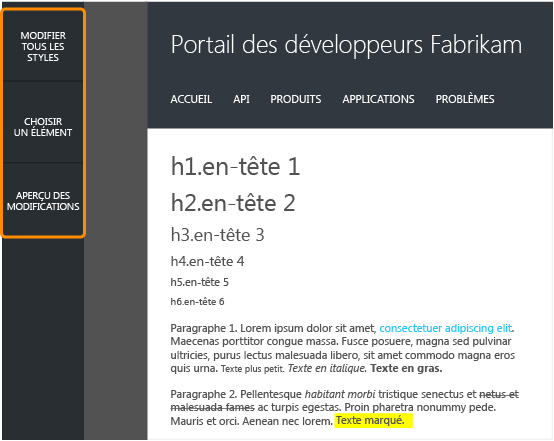 MODIFIER
TOUS LES
STYLES
CHOISIR
UN ÉLÉMENT
APERÇU DES
MODIFICATIONS
Portail des développeurs Fabrikam
ACCUEIL API PRODUITS APPLICATIONS PROBLÈMES
h1.en-tête 1
h2.en-tête 2
h3.en-tête 3
h4.en-tête 4
h5.en-tête 5
h6.en-tête 6
Paragraphe 1. Lorem ipsum dolor sit amet, consectetuer adipiscing elit.
Maecenas porttitor congue massa. Fusce posuere, magna sed pulvinar
ultricies, purus lectus malesuada libero, sit amet commodo magna eros
quis urna. Texte plus petit. Texte en italique. Texte en gras.
Paragraphe 2. Pellentesque habitant morbi tristique senectus et netus et
malesuada fames ac turpis egestas. Proin pharetra nonummy pede.
Mauris et orci. Aenean nec lorem. Texte marqué.